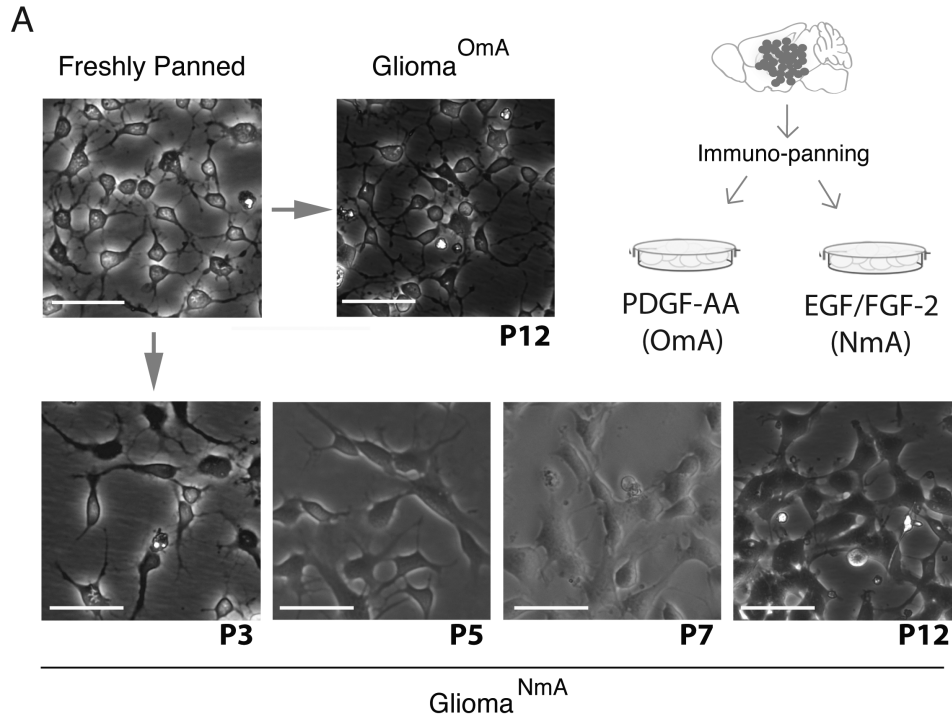 A
Freshly Panned
Glioma^OmA
P12
Immuno-panning
PDGF-AA
(OmA)
EGF/FGF-2
(NmA)
P3
P5
P7
P12
Glioma^NmA